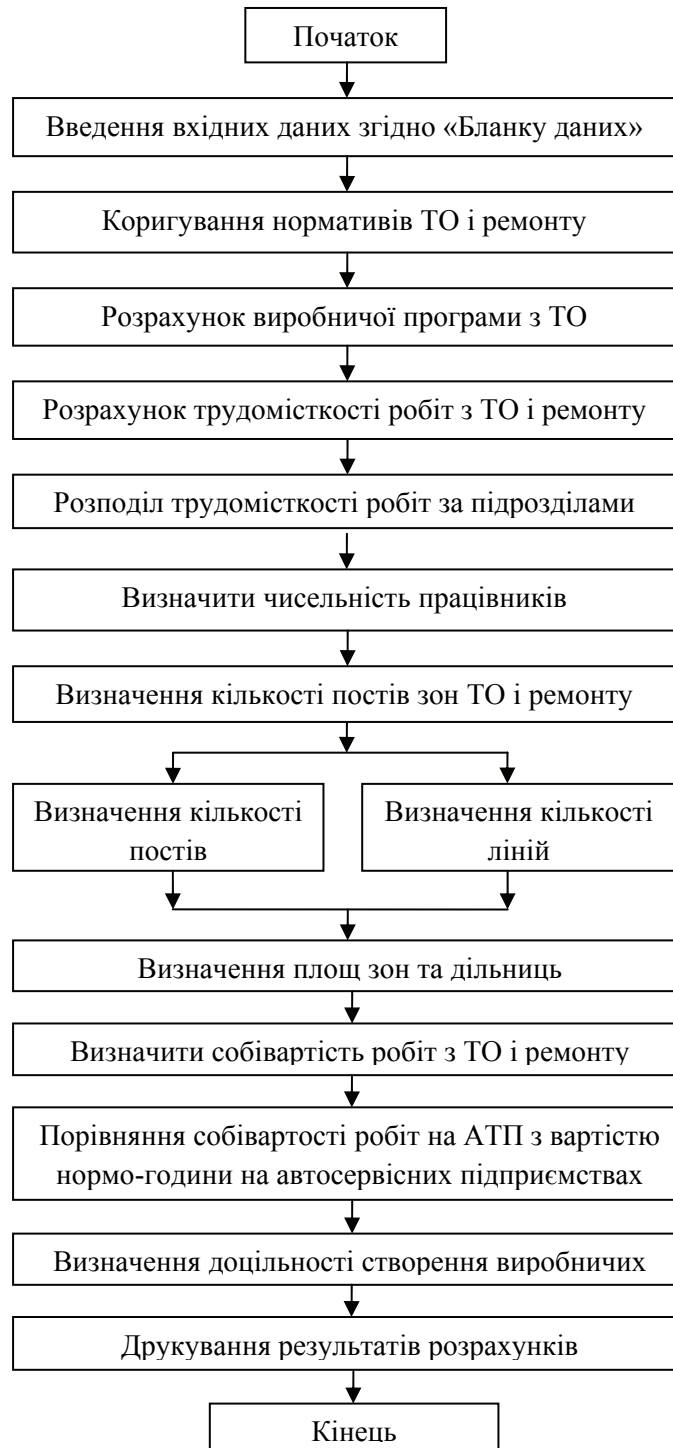 Початок
Введення вхідних даних згідно «Бланку даних»
Коригування нормативів ТО і ремонту
Розрахунок виробничої програми з ТО
Розрахунок трудомісткості робіт з ТО і ремонту
Розподіл трудомісткості робіт за підрозділами
Визначити чисельність працівників
Визначення кількості постів зон ТО і ремонту
Визначення кількості
постів
Визначення кількості
ліній
Визначення площ зон та дільниць
Визначити собівартість робіт з ТО і ремонту
Порівняння собівартості робіт на АТП з вартістю
нормо-години на автосервісних підприємствах
Визначення доцільності створення виробничих
Друкування результатів розрахунків
Кінець